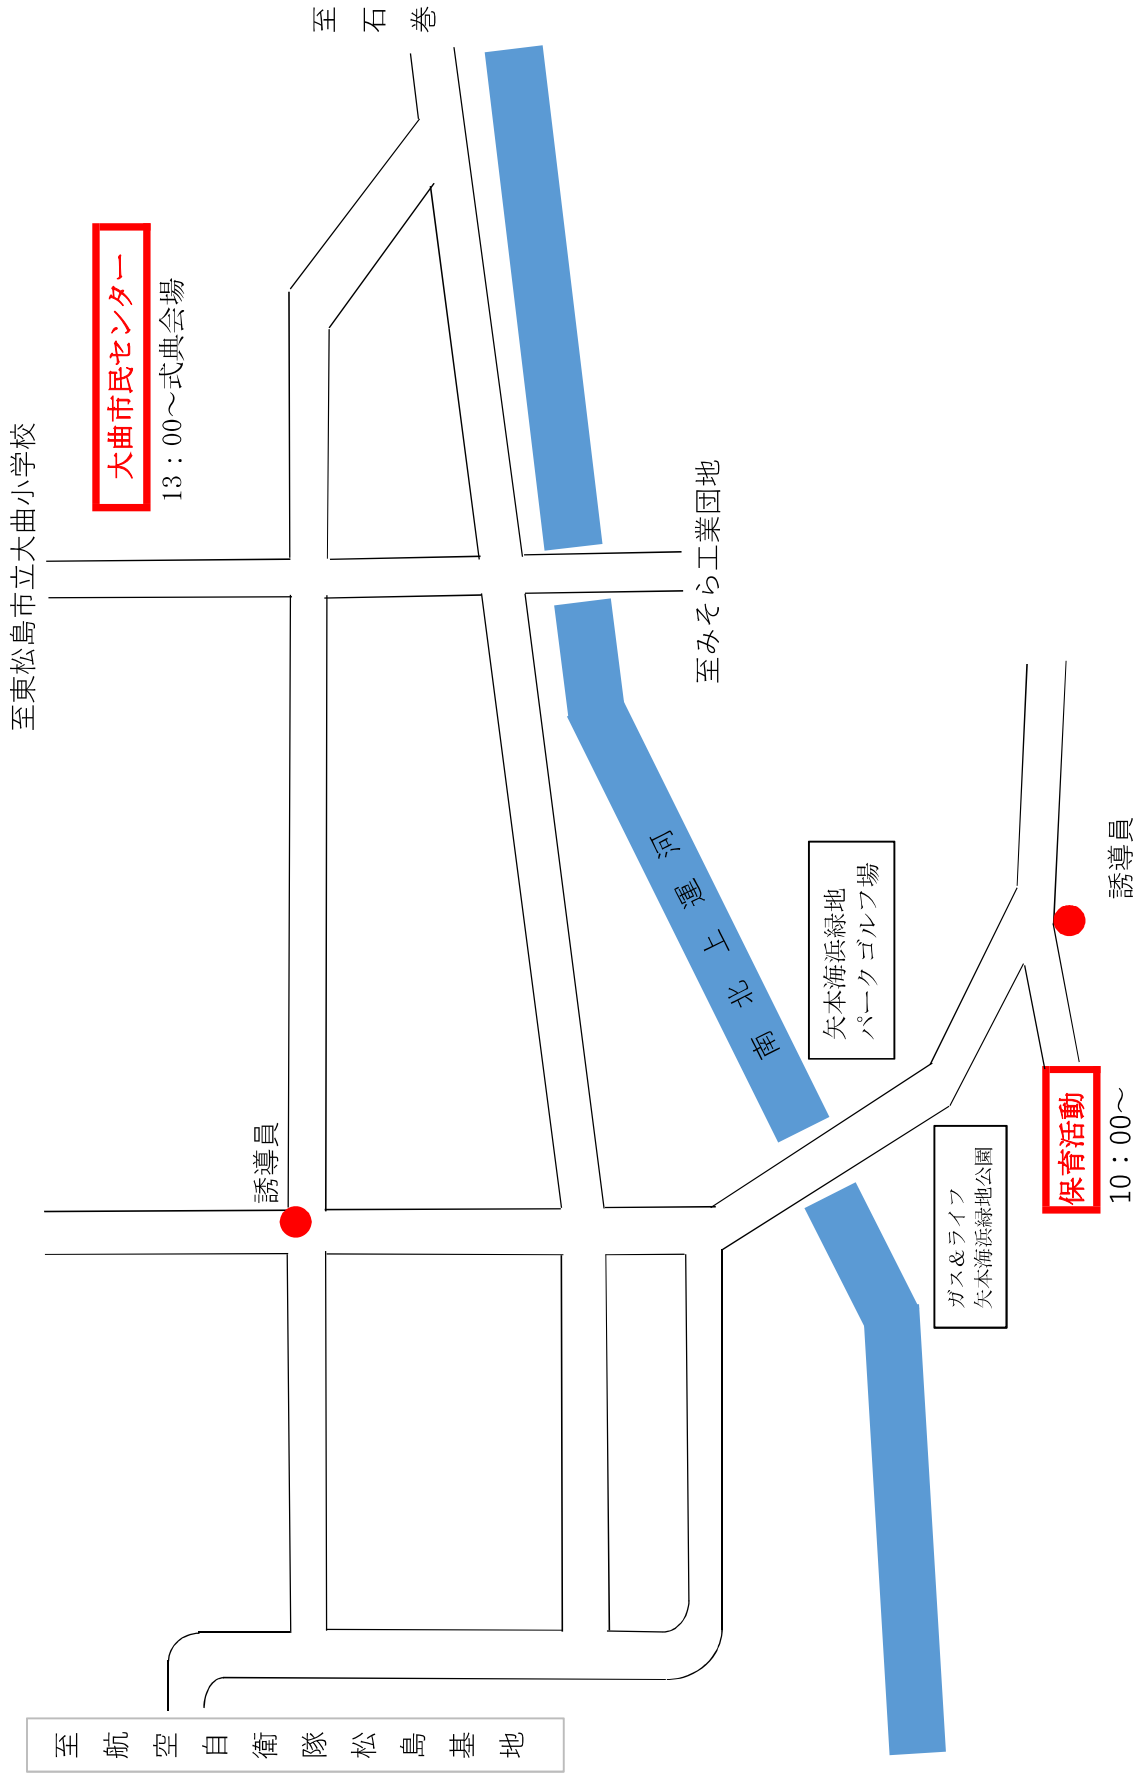 至石巻
大曲市民センター
13：00～式典会場
至東松島市立大曲小学校
至みそら工業団地
南北上運河
矢本海浜緑地
パークゴルフ場
誘導員
誘導員
保育活動
10：00～
ガス&ライフ
矢本海浜緑地公園
至航空自衛隊松島基地